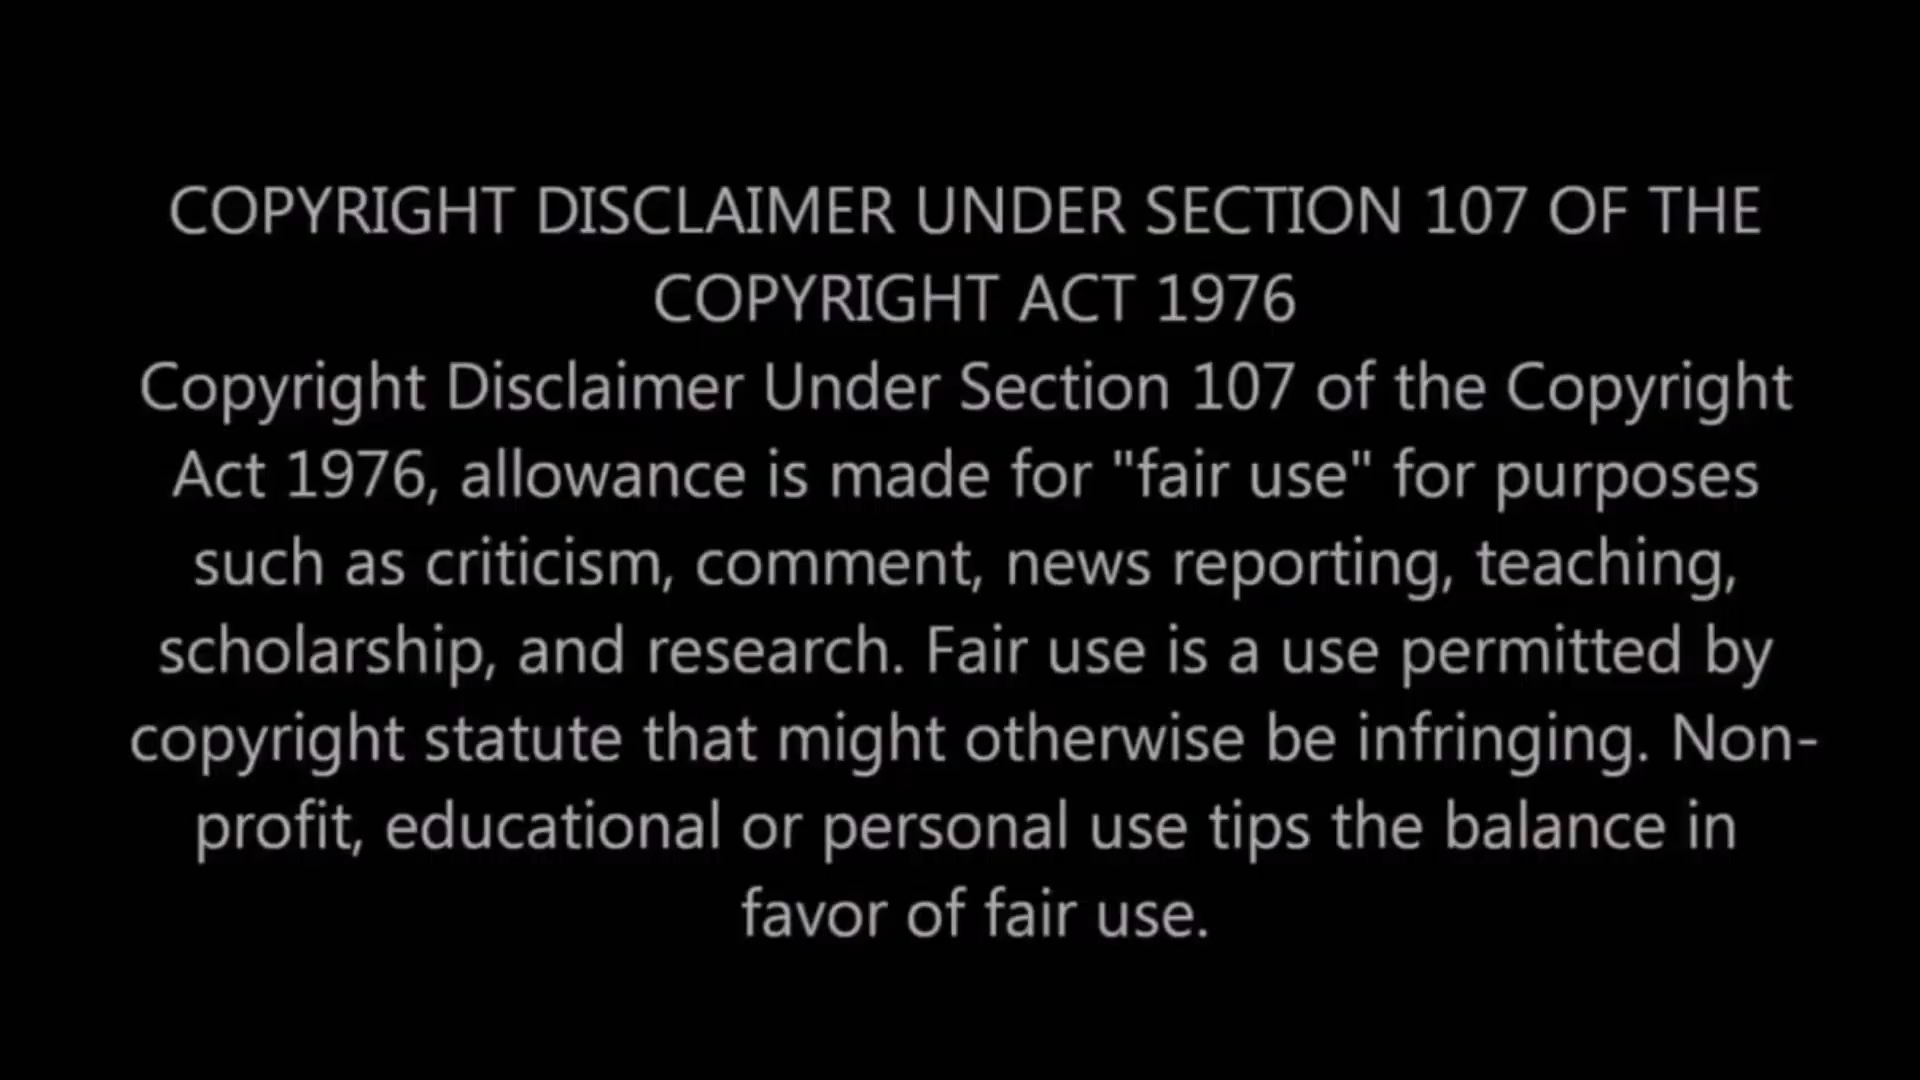 COPYRIGHT DISCLAIMER UNDER SECTION 107 OF THE
COPYRIGHT ACT 1976
Copyright Disclaimer Under Section 107 of the Copyright
Act 1976, allowance is made for "fair use" for purposes
such as criticism, comment, news reporting, teaching,
scholarship, and research. Fair use is a use permitted by
copyright statute that might otherwise be infringing. Non-
profit, educational or personal use tips the balance in
favor of fair use.